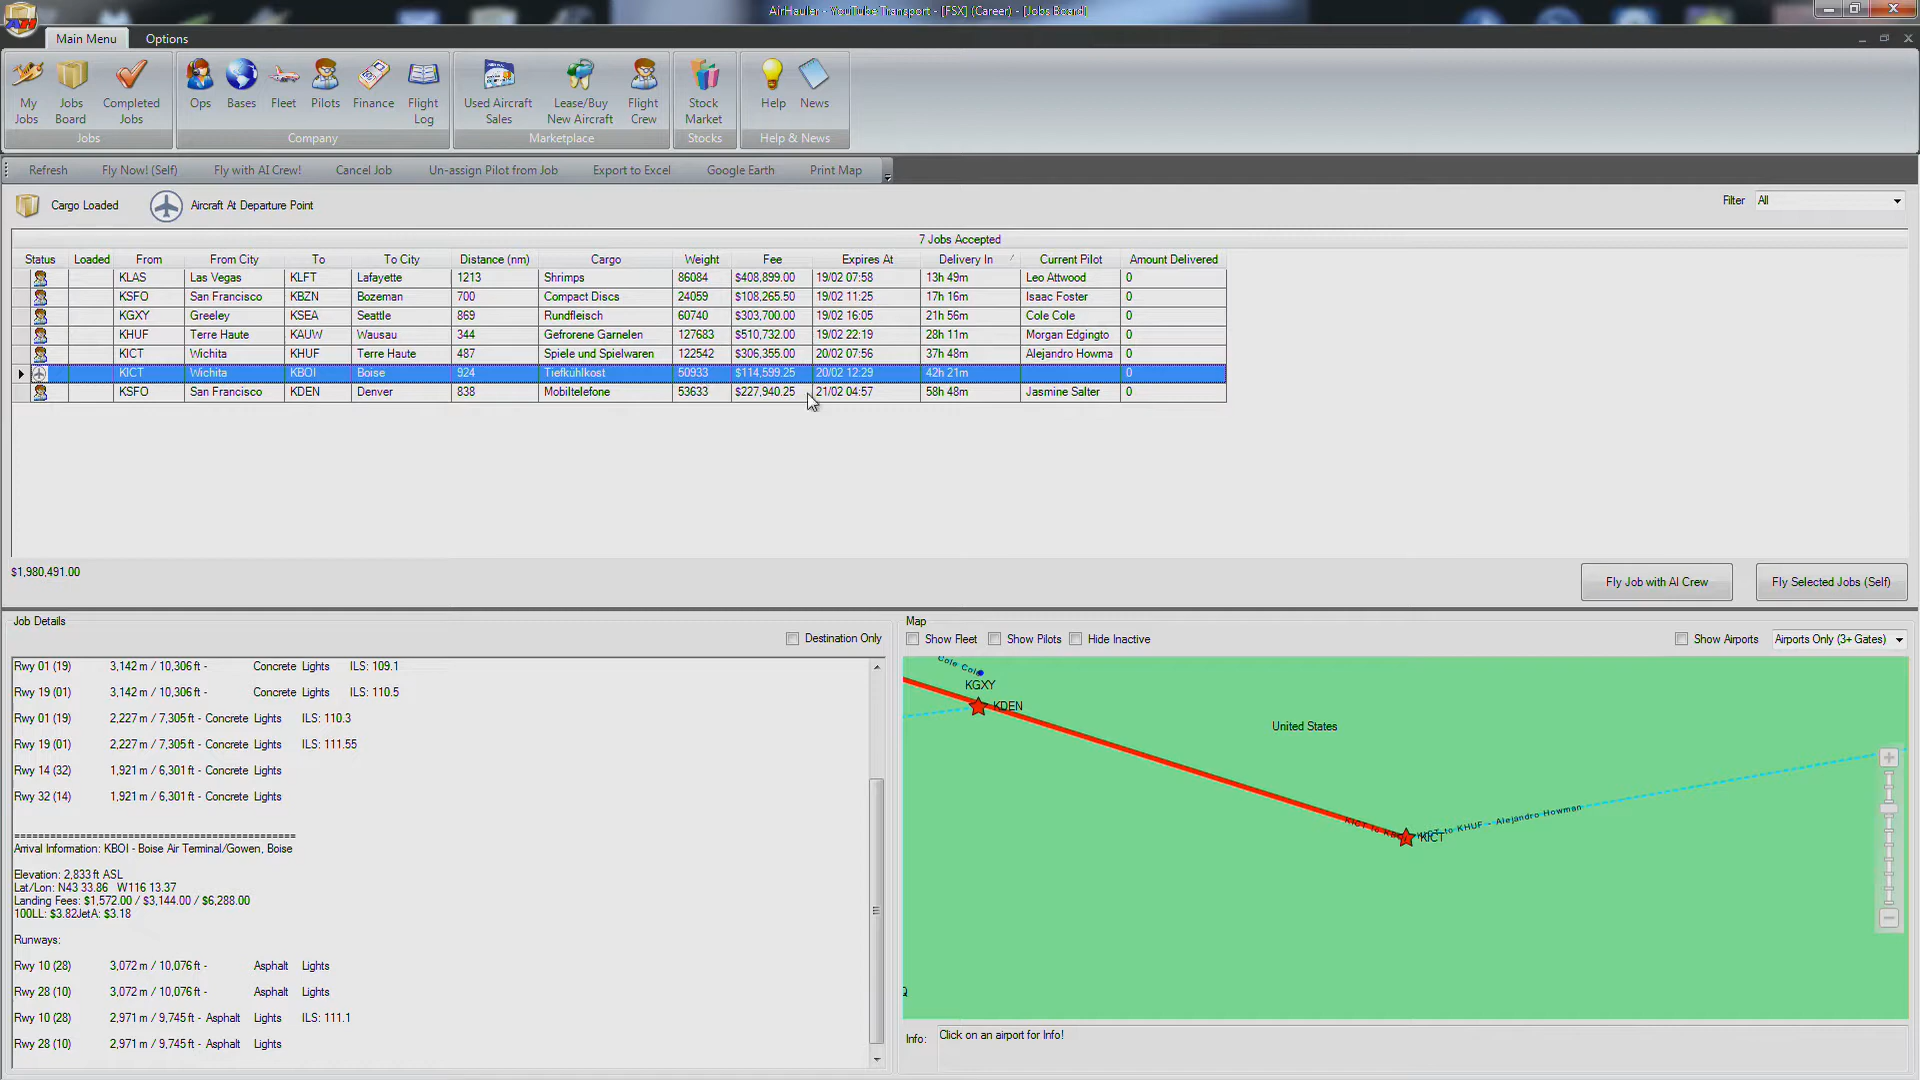 AirHauler - YouTube Transport - [FSX] (Career) - [Jobs Board]
AH
Main Menu Options
My Jobs
Jobs Board
Completed Jobs
Ops
Bases
Fleet
Pilots
Finance
Flight Log
Used Aircraft Sales
Lease/Buy New Aircraft
Flight Crew
Stock Market
Help
News
Jobs Company Marketplace Stocks Help & News
Refresh Fly Now! (Self) Fly with AI Crew! Cancel Job Un-assign Pilot from Job Export to Excel Google Earth Print Map
Cargo Loaded Aircraft At Departure Point Filter All
7 Jobs Accepted
Status Loaded From From City To To City Distance (nm) Cargo Weight Fee Expires At Delivery In Current Pilot Amount Delivered
KLAS Las Vegas KLFT Lafayette 1213 Shrimps 86084 $408,899.00 19/02 07:58 13h 49m Leo Attwood 0
KSFO San Francisco KBZN Bozeman 700 Compact Discs 24059 $108,265.50 19/02 11:25 17h 16m Isaac Foster 0
KGXY Greeley KSEA Seattle 869 Rundfleisch 60740 $303,700.00 19/02 16:05 21h 56m Cole Cole 0
KHUF Terre Haute KAUW Wausau 344 Gefrorene Garnelen 127683 $510,732.00 19/02 22:19 28h 11m Morgan Edgingto 0
KICT Wichita KHUF Terre Haute 487 Spiele und Spielwaren 122542 $306,355.00 20/02 07:56 37h 48m Alejandro Howma 0
KICT Wichita KBOI Boise 924 Tiefkühlkost 50933 $114,599.25 20/02 12:29 42h 21m 0
KSFO San Francisco KDEN Denver 838 Mobiltelefone 53633 $227,940.25 21/02 04:57 58h 48m Jasmine Salter 0
$1,980,491.00
Fly Job with AI Crew Fly Selected Jobs (Self)
Job Details
Destination Only
Rwy 01 (19) 3,142 m / 10,306 ft - Concrete Lights ILS: 109.1
Rwy 19 (01) 3,142 m / 10,306 ft - Concrete Lights ILS: 110.5
Rwy 01 (19) 2,227 m / 7,305 ft - Concrete Lights ILS: 110.3
Rwy 19 (01) 2,227 m / 7,305 ft - Concrete Lights ILS: 111.55
Rwy 14 (32) 1,921 m / 6,301 ft - Concrete Lights
Rwy 32 (14) 1,921 m / 6,301 ft - Concrete Lights
==============================================
Arrival Information: KBOI - Boise Air Terminal/Gowen, Boise
Elevation: 2,833 ft ASL
Lat/Lon: N43 33.86 W116 13.37
Landing Fees: $1,572.00 / $3,144.00 / $6,288.00
100LL: $3.82JetA: $3.18
Runways:
Rwy 10 (28) 3,072 m / 10,076 ft - Asphalt Lights
Rwy 28 (10) 3,072 m / 10,076 ft - Asphalt Lights
Rwy 10 (28) 2,971 m / 9,745 ft - Asphalt Lights ILS: 111.1
Rwy 28 (10) 2,971 m / 9,745 ft - Asphalt Lights
Map
Show Fleet Show Pilots Hide Inactive Show Airports Airports Only (3+ Gates)
Cole Cole
KGXY
KDEN
United States
KICT to
KICT to KHUF - Alejandro Howman
KICT
Info: Click on an airport for Info!